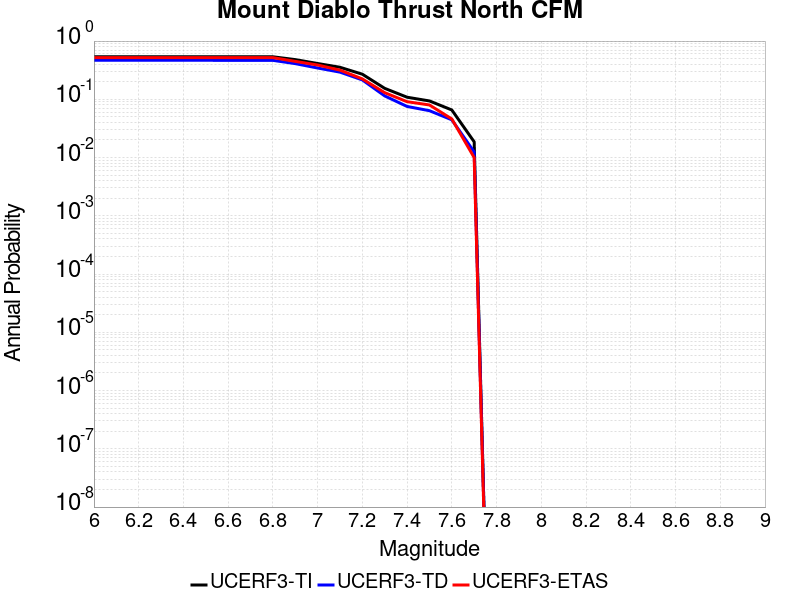 Mount Diablo Thrust North CFM
10^0
10^-1
10^-2
10^-3
10^-4
10^-5
10^-6
10^-7
10^-8
Annual Probability
6 6.2 6.4 6.6 6.8 7 7.2 7.4 7.6 7.8 8 8.2 8.4 8.6 8.8 9
Magnitude
UCERF3-TI UCERF3-TD UCERF3-ETAS